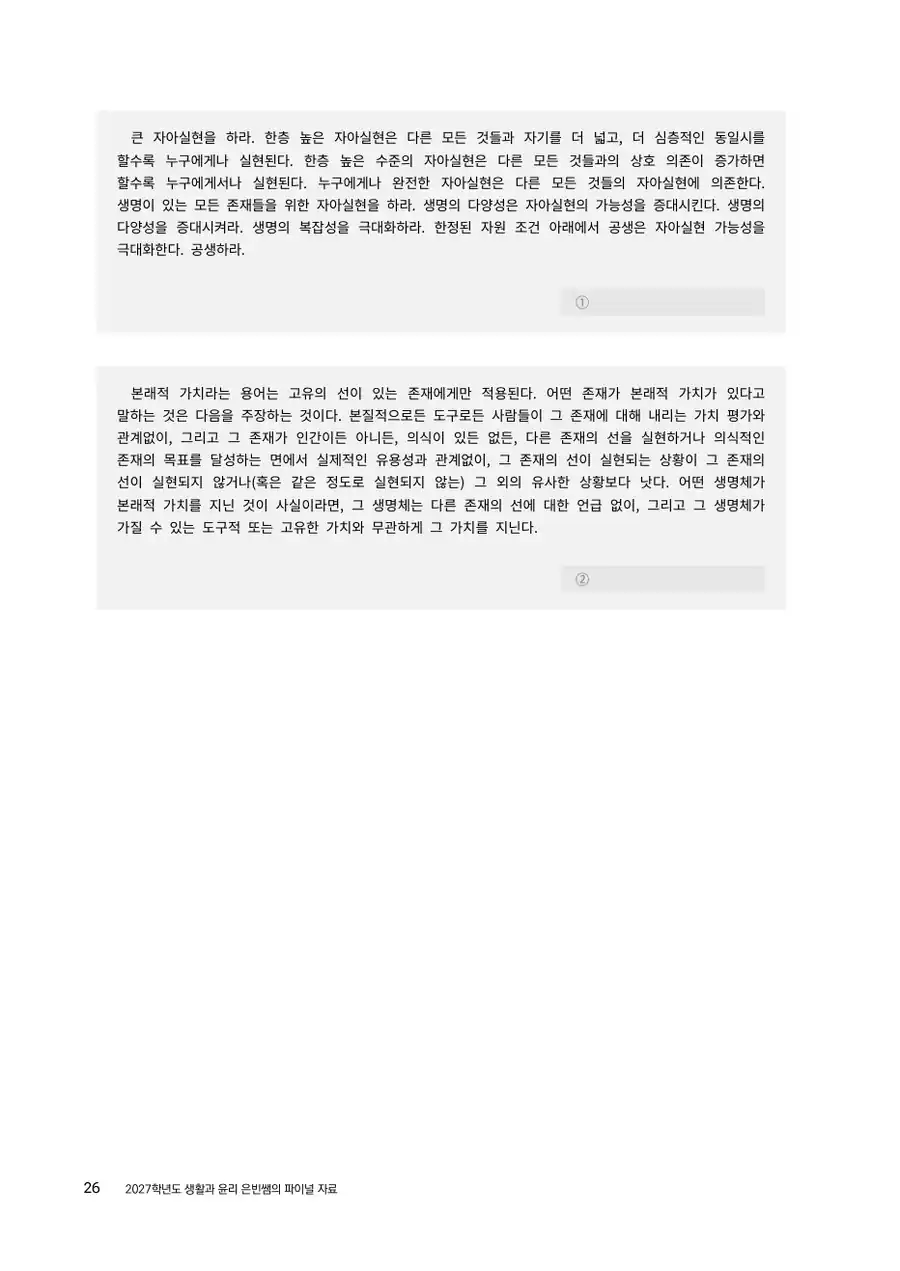 큰 자아실현을 하라. 한층 높은 자아실현은 다른 모든 것들과 자기를 더 넓고, 더 심층적인 동일시를
할수록 누구에게나 실현된다. 한층 높은 수준의 자아실현은 다른 모든 것들과의 상호 의존이 증가하면
할수록 누구에게서나 실현된다. 누구에게나 완전한 자아실현은 다른 모든 것들의 자아실현에 의존한다.
생명이 있는 모든 존재들을 위한 자아실현을 하라. 생명의 다양성은 자아실현의 가능성을 증대시킨다. 생명의
다양성을 증대시켜라. 생명의 복잡성을 극대화하라. 한정된 자원 조건 아래에서 공생은 자아실현 가능성을
극대화한다. 공생하라.
①
본래적 가치라는 용어는 고유의 선이 있는 존재에게만 적용된다. 어떤 존재가 본래적 가치가 있다고
말하는 것은 다음을 주장하는 것이다. 본질적으로든 도구로든 사람들이 그 존재에 대해 내리는 가치 평가와
관계없이, 그리고 그 존재가 인간이든 아니든, 의식이 있든 없든, 다른 존재의 선을 실현하거나 의식적인
존재의 목표를 달성하는 면에서 실제적인 유용성과 관계없이, 그 존재의 선이 실현되는 상황이 그 존재의
선이 실현되지 않거나(혹은 같은 정도로 실현되지 않는) 그 외의 유사한 상황보다 낫다. 어떤 생명체가
본래적 가치를 지닌 것이 사실이라면, 그 생명체는 다른 존재의 선에 대한 언급 없이, 그리고 그 생명체가
가질 수 있는 도구적 또는 고유한 가치와 무관하게 그 가치를 지닌다.
②
26 2027학년도 생활과 윤리 은빈쌤의 파이널 자료